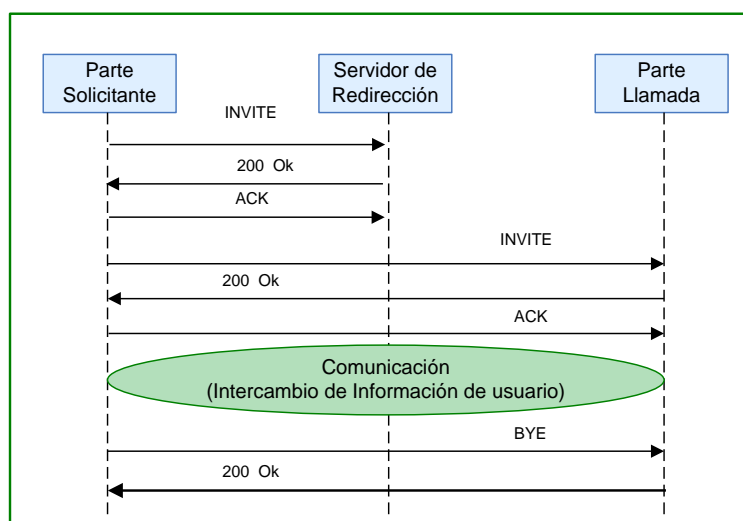 Parte
Solicitante
Servidor de
Redirección
Parte
Llamada
INVITE
200 Ok
ACK
INVITE
200 Ok
ACK
Comunicación
(Intercambio de Información de usuario)
BYE
200 Ok